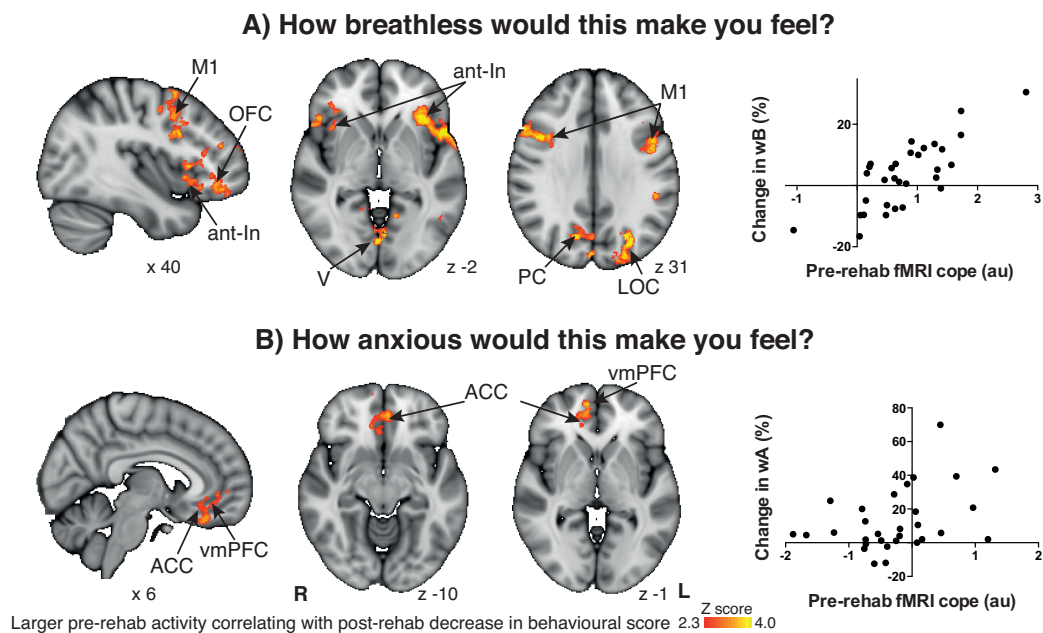 A) How breathless would this make you feel?
M1
OFC
ant-In
x 40
ant-In
V
z -2
M1
PC
LOC
z 31
Change in wB (%)
20
-20
-1
1
2
3
Pre-rehab fMRI cope (au)
B) How anxious would this make you feel?
ACC
vmPFC
x 6
ACC
R
z -10
vmPFC
z -1
L
Change in wA (%)
80
60
40
20
-20
-2
-1
0
1
2
Pre-rehab fMRI cope (au)
Larger pre-rehab activity correlating with post-rehab decrease in behavioural score
Z score
2.3
4.0